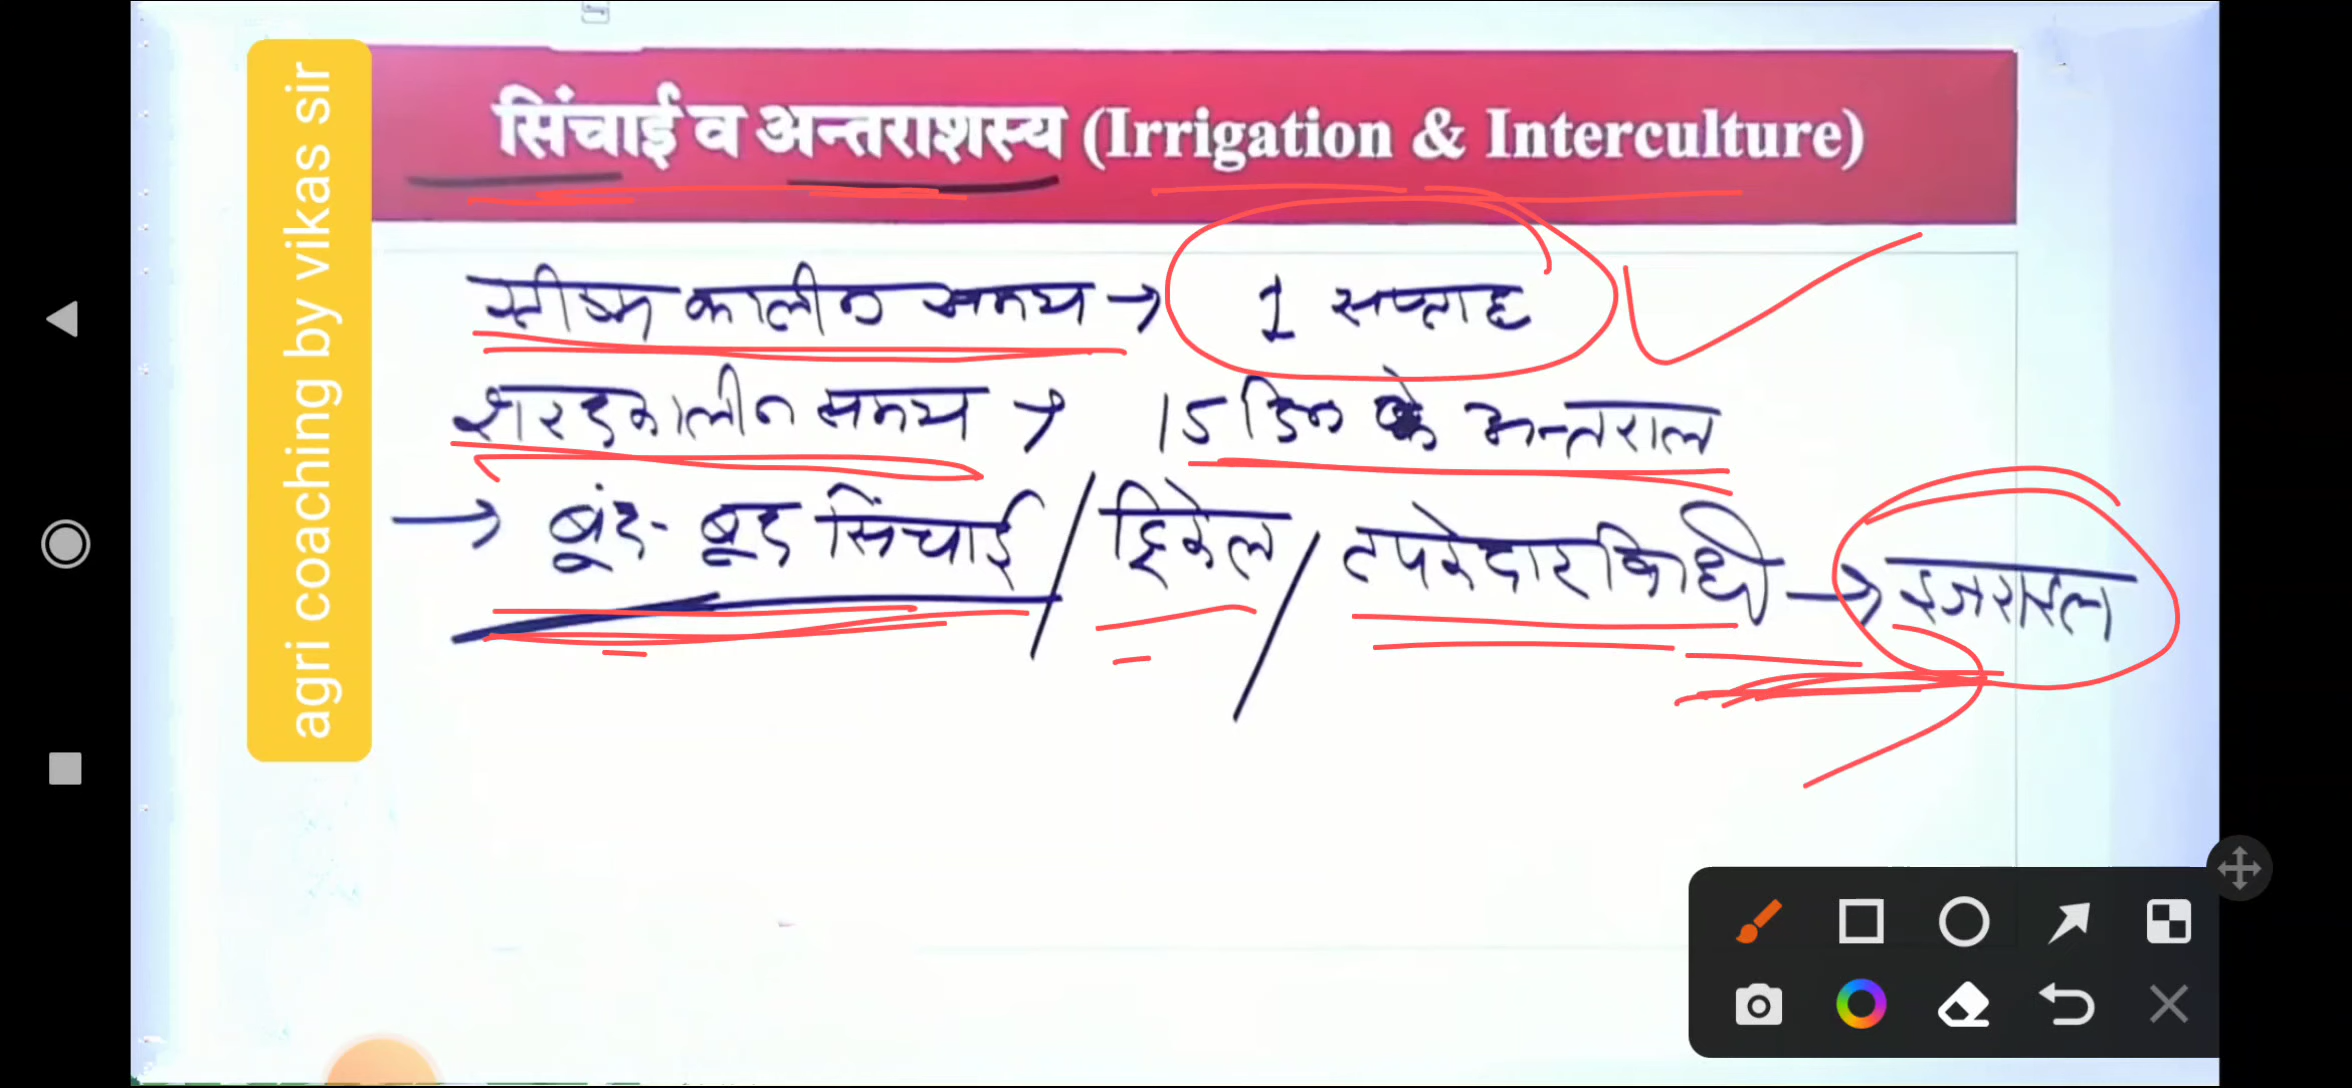 agri coaching by vikas sir
सिंचाई व अन्तराशस्य (Irrigation & Interculture)
ग्रीष्म कालीन समय → 1 सप्ताह
शरदकालीन समय → 15 दिन के अन्तराल
→ बूंद-बूद सिंचाई / ट्रिकेल / टपकेदार विधी → इजराइल